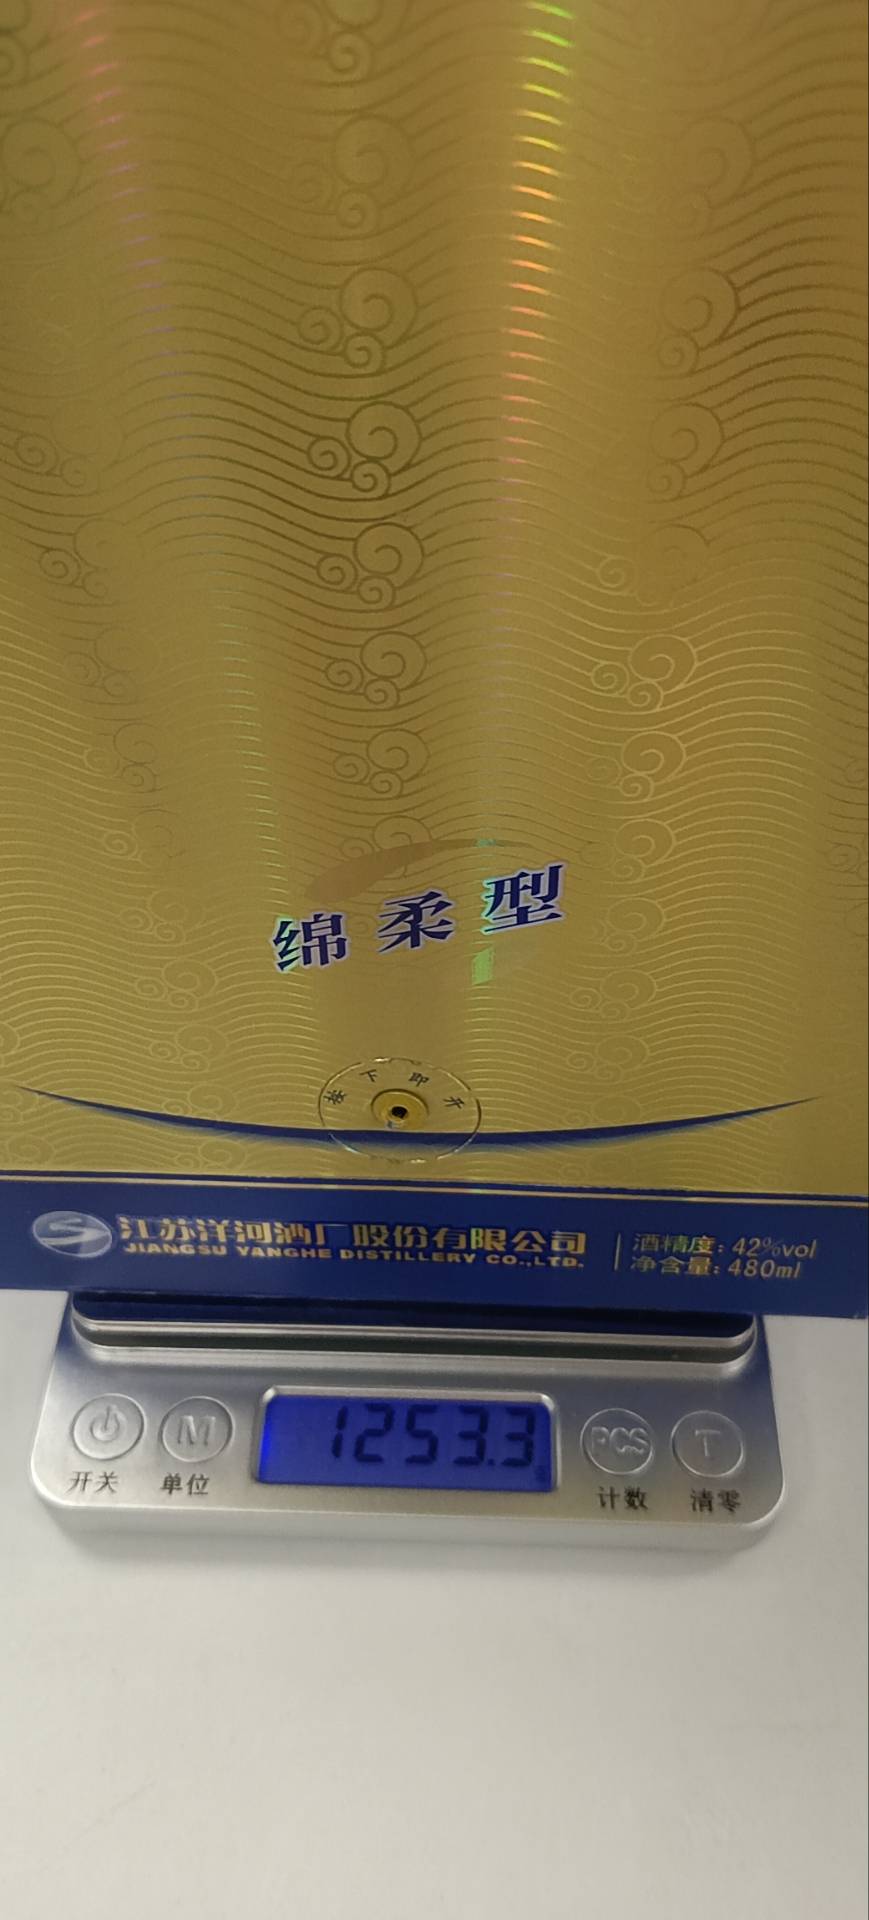 绵柔型
按下即开
江苏洋河酒厂股份有限公司
JIANGSU YANGHE DISTILLERY CO.,LTD.
酒精度:42%vol
净含量:480ml
1253.3
M
PCS
T
开关
单位
计数
清零